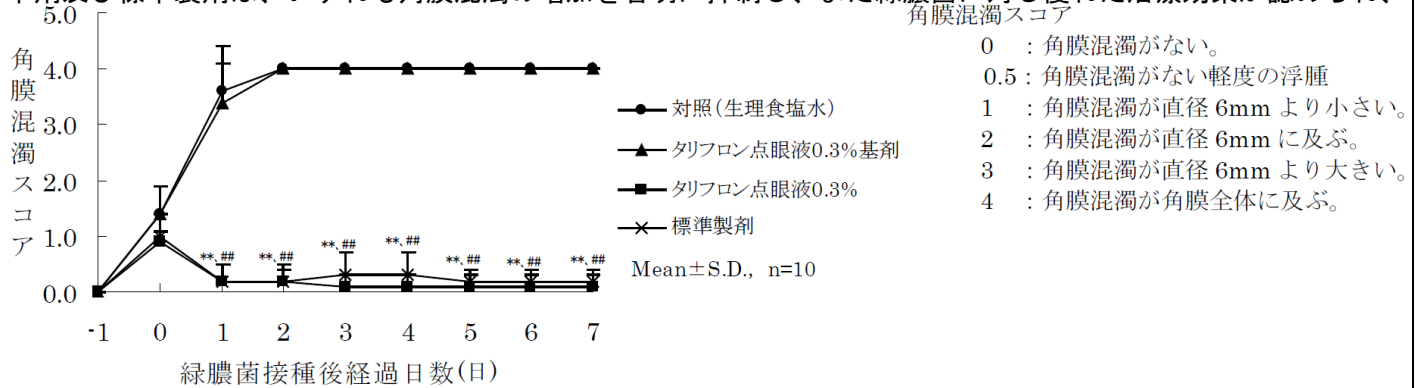 角膜混濁スコア
5.0
4.0
3.0
2.0
1.0
0.0
角膜混濁スコア
-1 0 1 2 3 4 5 6 7
緑膿菌接種後経過日数(日)
**、## **、## **、## **、## **、## **、## **、##
対照(生理食塩水)
タリフロン点眼液0.3%基剤
タリフロン点眼液0.3%
標準製剤
Mean±S.D., n=10
0 :角膜混濁がない。
0.5:角膜混濁がない軽度の浮腫
1 :角膜混濁が直径 6mm より小さい。
2 :角膜混濁が直径 6mm に及ぶ。
3 :角膜混濁が直径 6mm より大きい。
4 :角膜混濁が角膜全体に及ぶ。